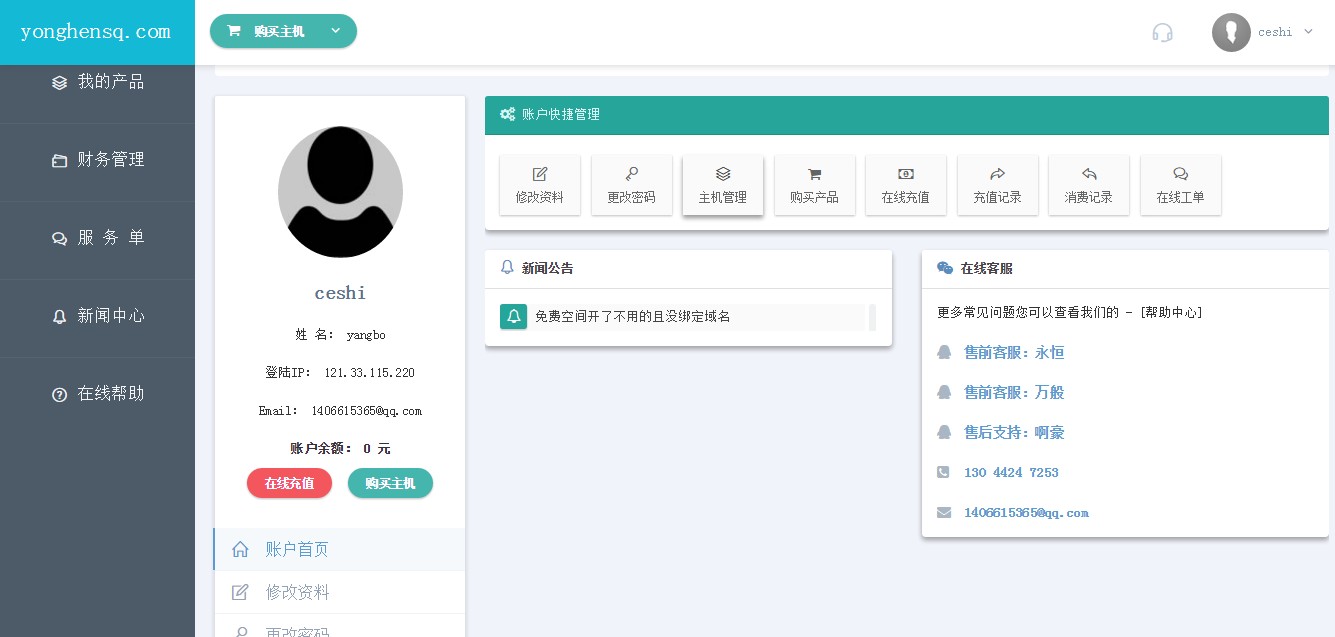 yonghensq.com
购买主机
ceshi
我的产品
财务管理
服 务 单
新闻中心
在线帮助
ceshi
姓 名： yangbo
登陆IP： 121.33.115.220
Email： 1406615365@qq.com
账户余额： 0 元
在线充值
购买主机
账户首页
修改资料
更改密码
账户快捷管理
修改资料
更改密码
主机管理
购买产品
在线充值
充值记录
消费记录
在线工单
新闻公告
免费空间开了不用的且没绑定域名
在线客服
更多常见问题您可以查看我们的 - [帮助中心]
售前客服：永恒
售前客服：万般
售后支持：啊豪
130 4424 7253
1406615365@qq.com